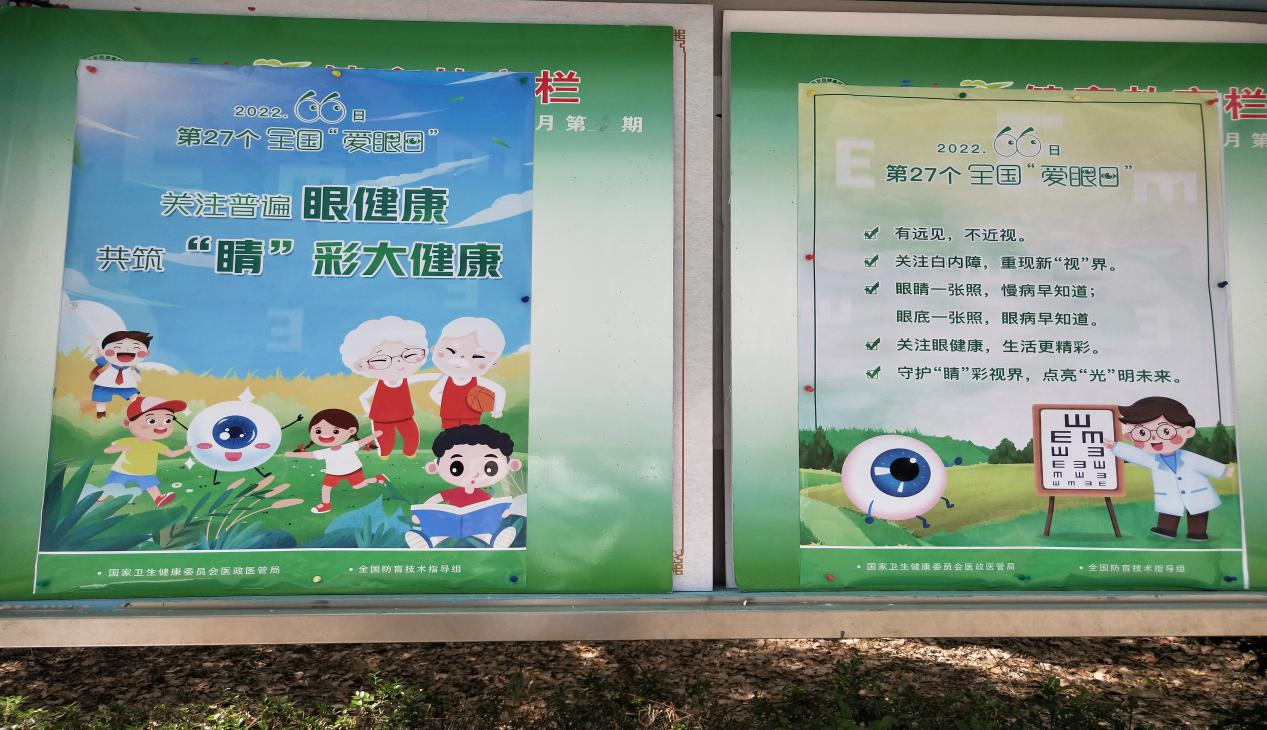 栏
月 第 期
2022.66日
第27个 全国“爱眼日”
关注普遍 眼健康
共筑 “睛” 彩大健康
E
• 国家卫生健康委员会医政医管局
• 全国防盲技术指导组
健康教育栏
月 第
2022.66日
第27个 全国“爱眼日”
E
有远见，不近视。
关注白内障，重现新“视”界。
眼睛一张照，慢病早知道；
眼底一张照，眼病早知道。
关注眼健康，生活更精彩。
守护“睛”彩视界，点亮“光”明未来。
• 国家卫生健康委员会医政医管局
• 全国防盲技术指导组